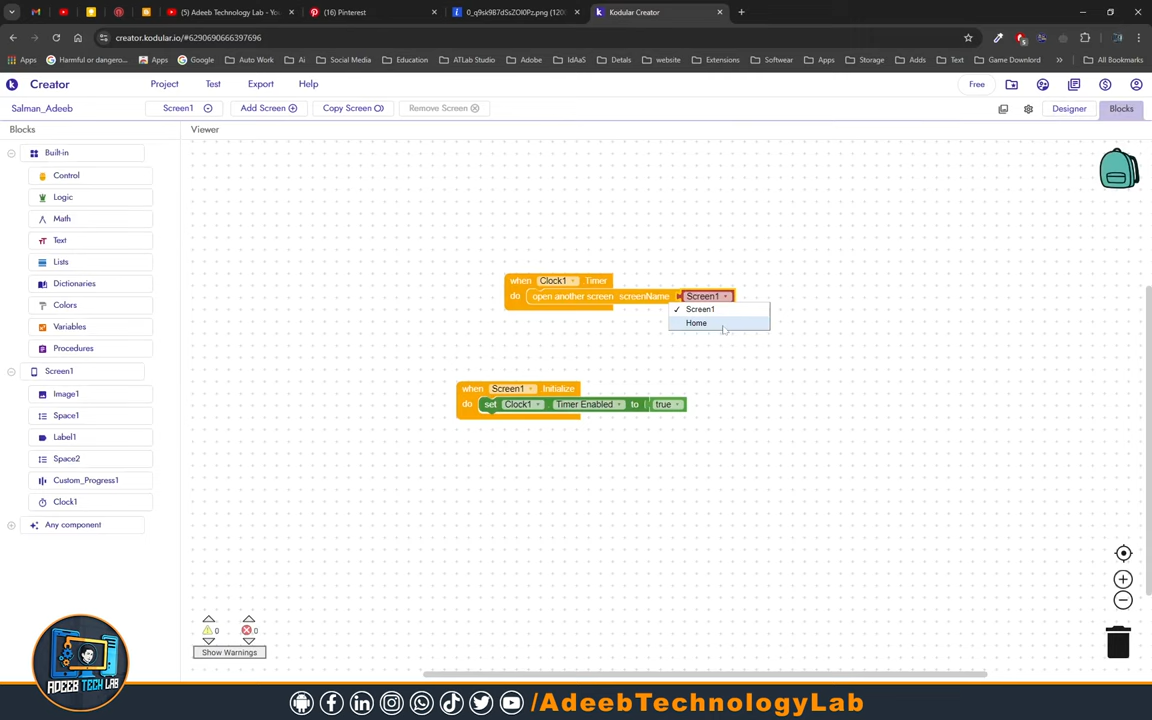 (5) Adeeb Technology Lab - You
(16) Pinterest
0_q9sk987dSsZOl0Pz.png (120
Kodular Creator
creator.kodular.io/#6290690666397696
Apps
Harmful or dangero...
Apps
Google
Auto Work
Ai
Social Media
Education
ATLab Studio
Adobe
IdAaS
Detals
website
Extensions
Softwear
Apps
Storage
Adds
Text
Game Downlord
All Bookmarks
Creator
Project
Test
Export
Help
Free
Salman_Adeeb
Screen1
Add Screen
Copy Screen
Remove Screen
Designer
Blocks
Blocks
Viewer
Built-in
Control
Logic
Math
Text
Lists
Dictionaries
Colors
Variables
Procedures
Screen1
Image1
Space1
Label1
Space2
Custom_Progress1
Clock1
Any component
when Clock1 .Timer
do open another screen screenName Screen1
✓ Screen1
Home
when Screen1 .Initialize
do set Clock1 . Timer Enabled to true
0 0
Show Warnings
ADEEB TECH LAB
/AdeebTechnologyLab